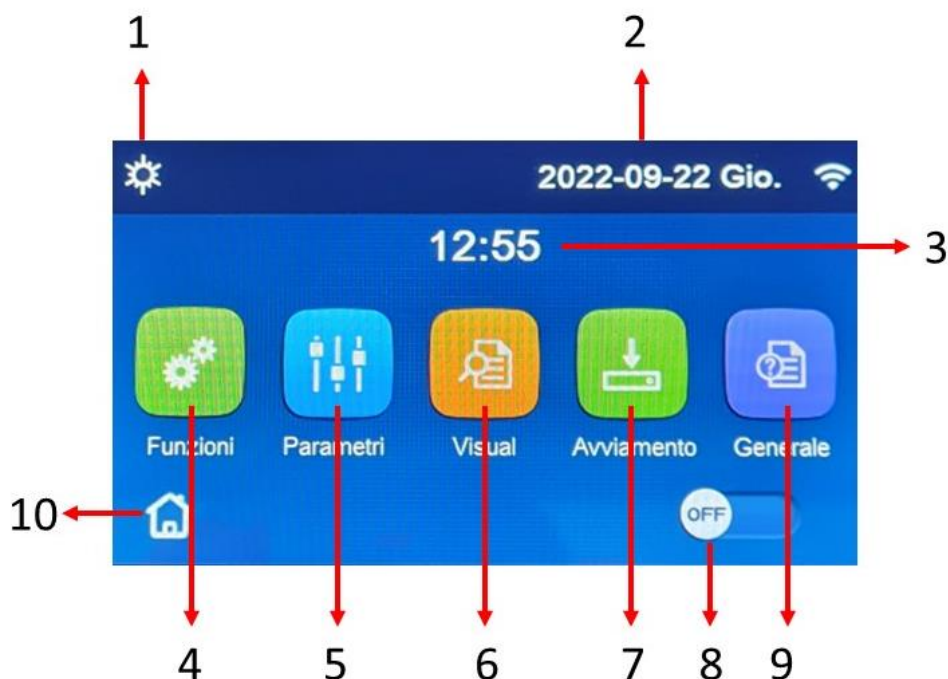 1 2
2022-09-22 Gio.
12:55
3
Funzioni Parametri Visual Avviamento Generale
10 OFF
4 5 6 7 8 9